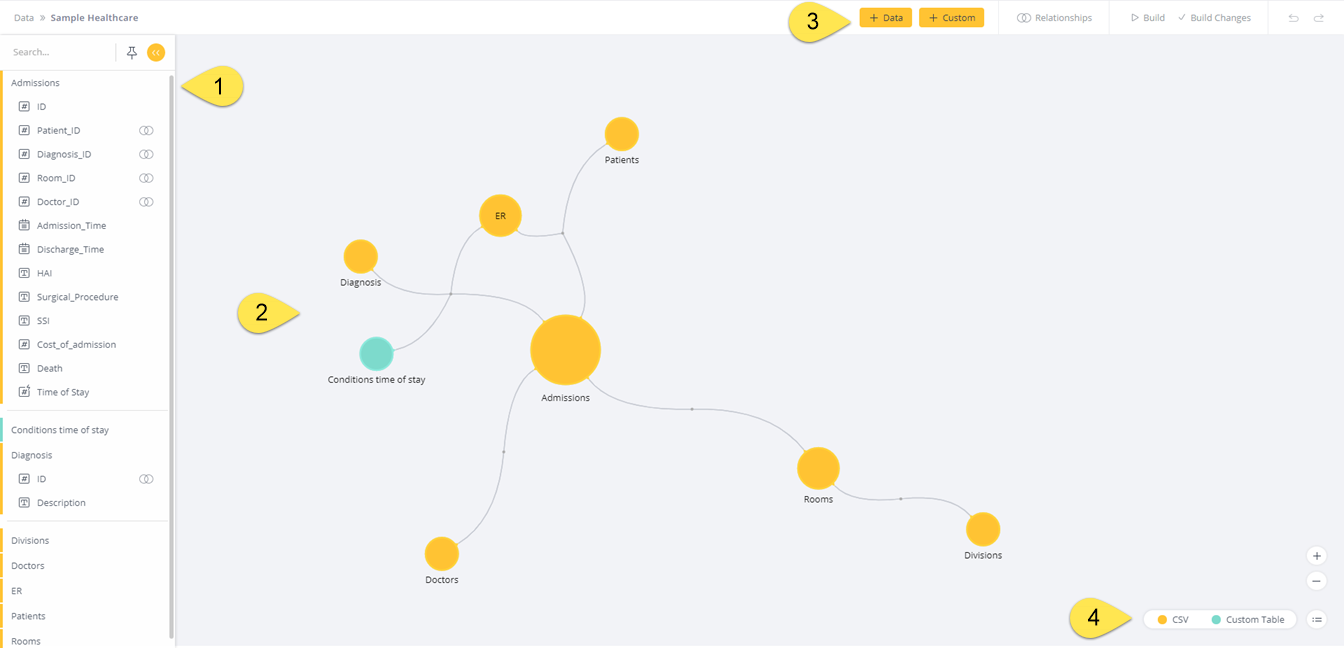 Data » Sample Healthcare
3
+ Data
+ Custom
Relationships
Build
Build Changes
Search...
1
Admissions
# ID
# Patient_ID
# Diagnosis_ID
# Room_ID
# Doctor_ID
Admission_Time
Discharge_Time
T HAI
T Surgical_Procedure
T SSI
# Cost_of_admission
T Death
# Time of Stay
Conditions time of stay
Diagnosis
# ID
T Description
Divisions
Doctors
ER
Patients
Rooms
Patients
ER
Diagnosis
2
Conditions time of stay
Admissions
Rooms
Divisions
Doctors
4
CSV
Custom Table